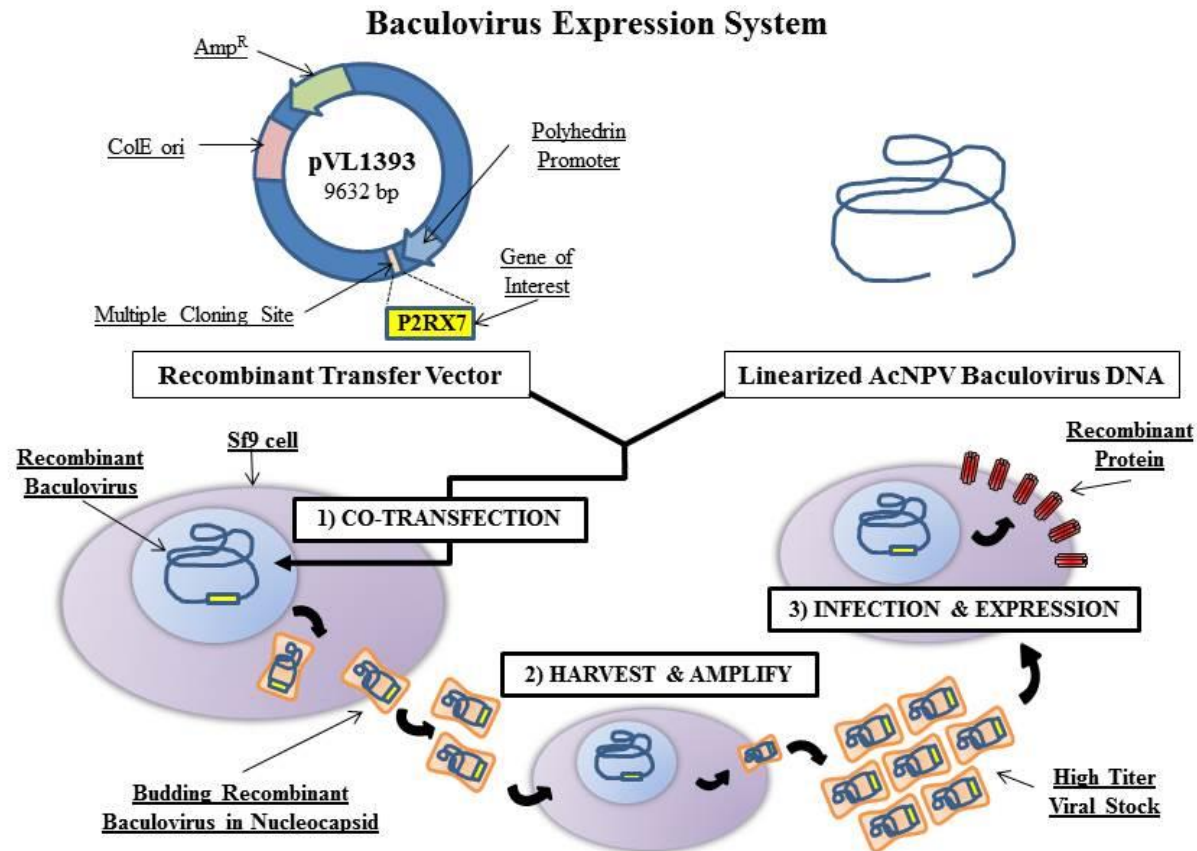 Baculovirus Expression System
Amp^R
ColE ori
pVL1393
9632 bp
Polyhedrin
Promoter
Gene of
Interest
Multiple Cloning Site
P2RX7
Recombinant Transfer Vector
Linearized AcNPV Baculovirus DNA
Sf9 cell
Recombinant
Baculovirus
1) CO-TRANSFECTION
Recombinant
Protein
3) INFECTION & EXPRESSION
2) HARVEST & AMPLIFY
Budding Recombinant
Baculovirus in Nucleocapsid
High Titer
Viral Stock